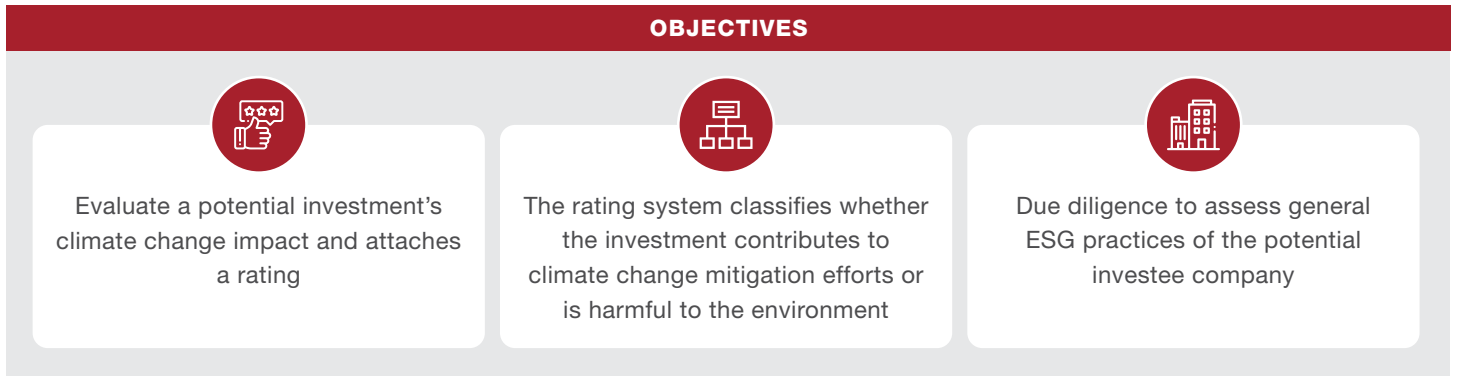 OBJECTIVES
Evaluate a potential investment’s
climate change impact and attaches
a rating
The rating system classifies whether
the investment contributes to
climate change mitigation efforts or
is harmful to the environment
Due diligence to assess general
ESG practices of the potential
investee company